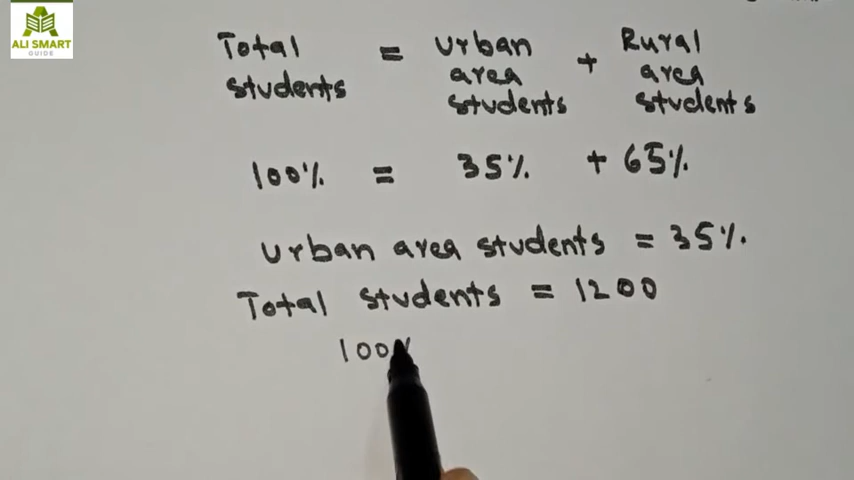 ALI SMART
GUIDE
Total students = Urban area students + Rural area students
100% = 35% + 65%
Urban area students = 35%.
Total students = 1200
100%